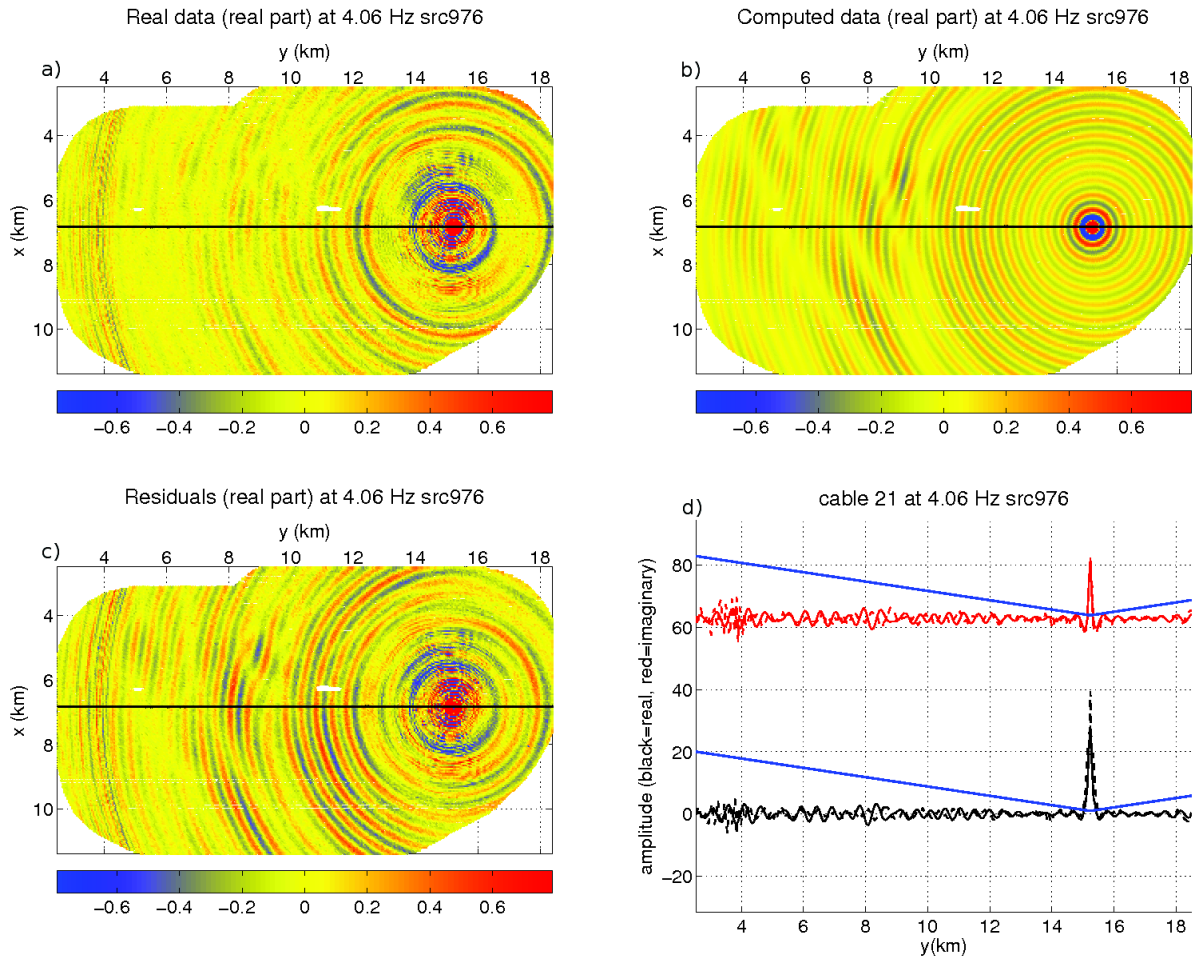 Real data (real part) at 4.06 Hz src976
y (km)
a)
4 6 8 10 12 14 16 18
x (km)
4
6
8
10
−0.6 −0.4 −0.2 0 0.2 0.4 0.6
Computed data (real part) at 4.06 Hz src976
y (km)
b)
4 6 8 10 12 14 16 18
x (km)
4
6
8
10
−0.6 −0.4 −0.2 0 0.2 0.4 0.6
Residuals (real part) at 4.06 Hz src976
y (km)
c)
4 6 8 10 12 14 16 18
x (km)
4
6
8
10
−0.6 −0.4 −0.2 0 0.2 0.4 0.6
cable 21 at 4.06 Hz src976
d)
amplitude (black=real, red=imaginary)
80
60
40
20
0
−20
4 6 8 10 12 14 16 18
y(km)